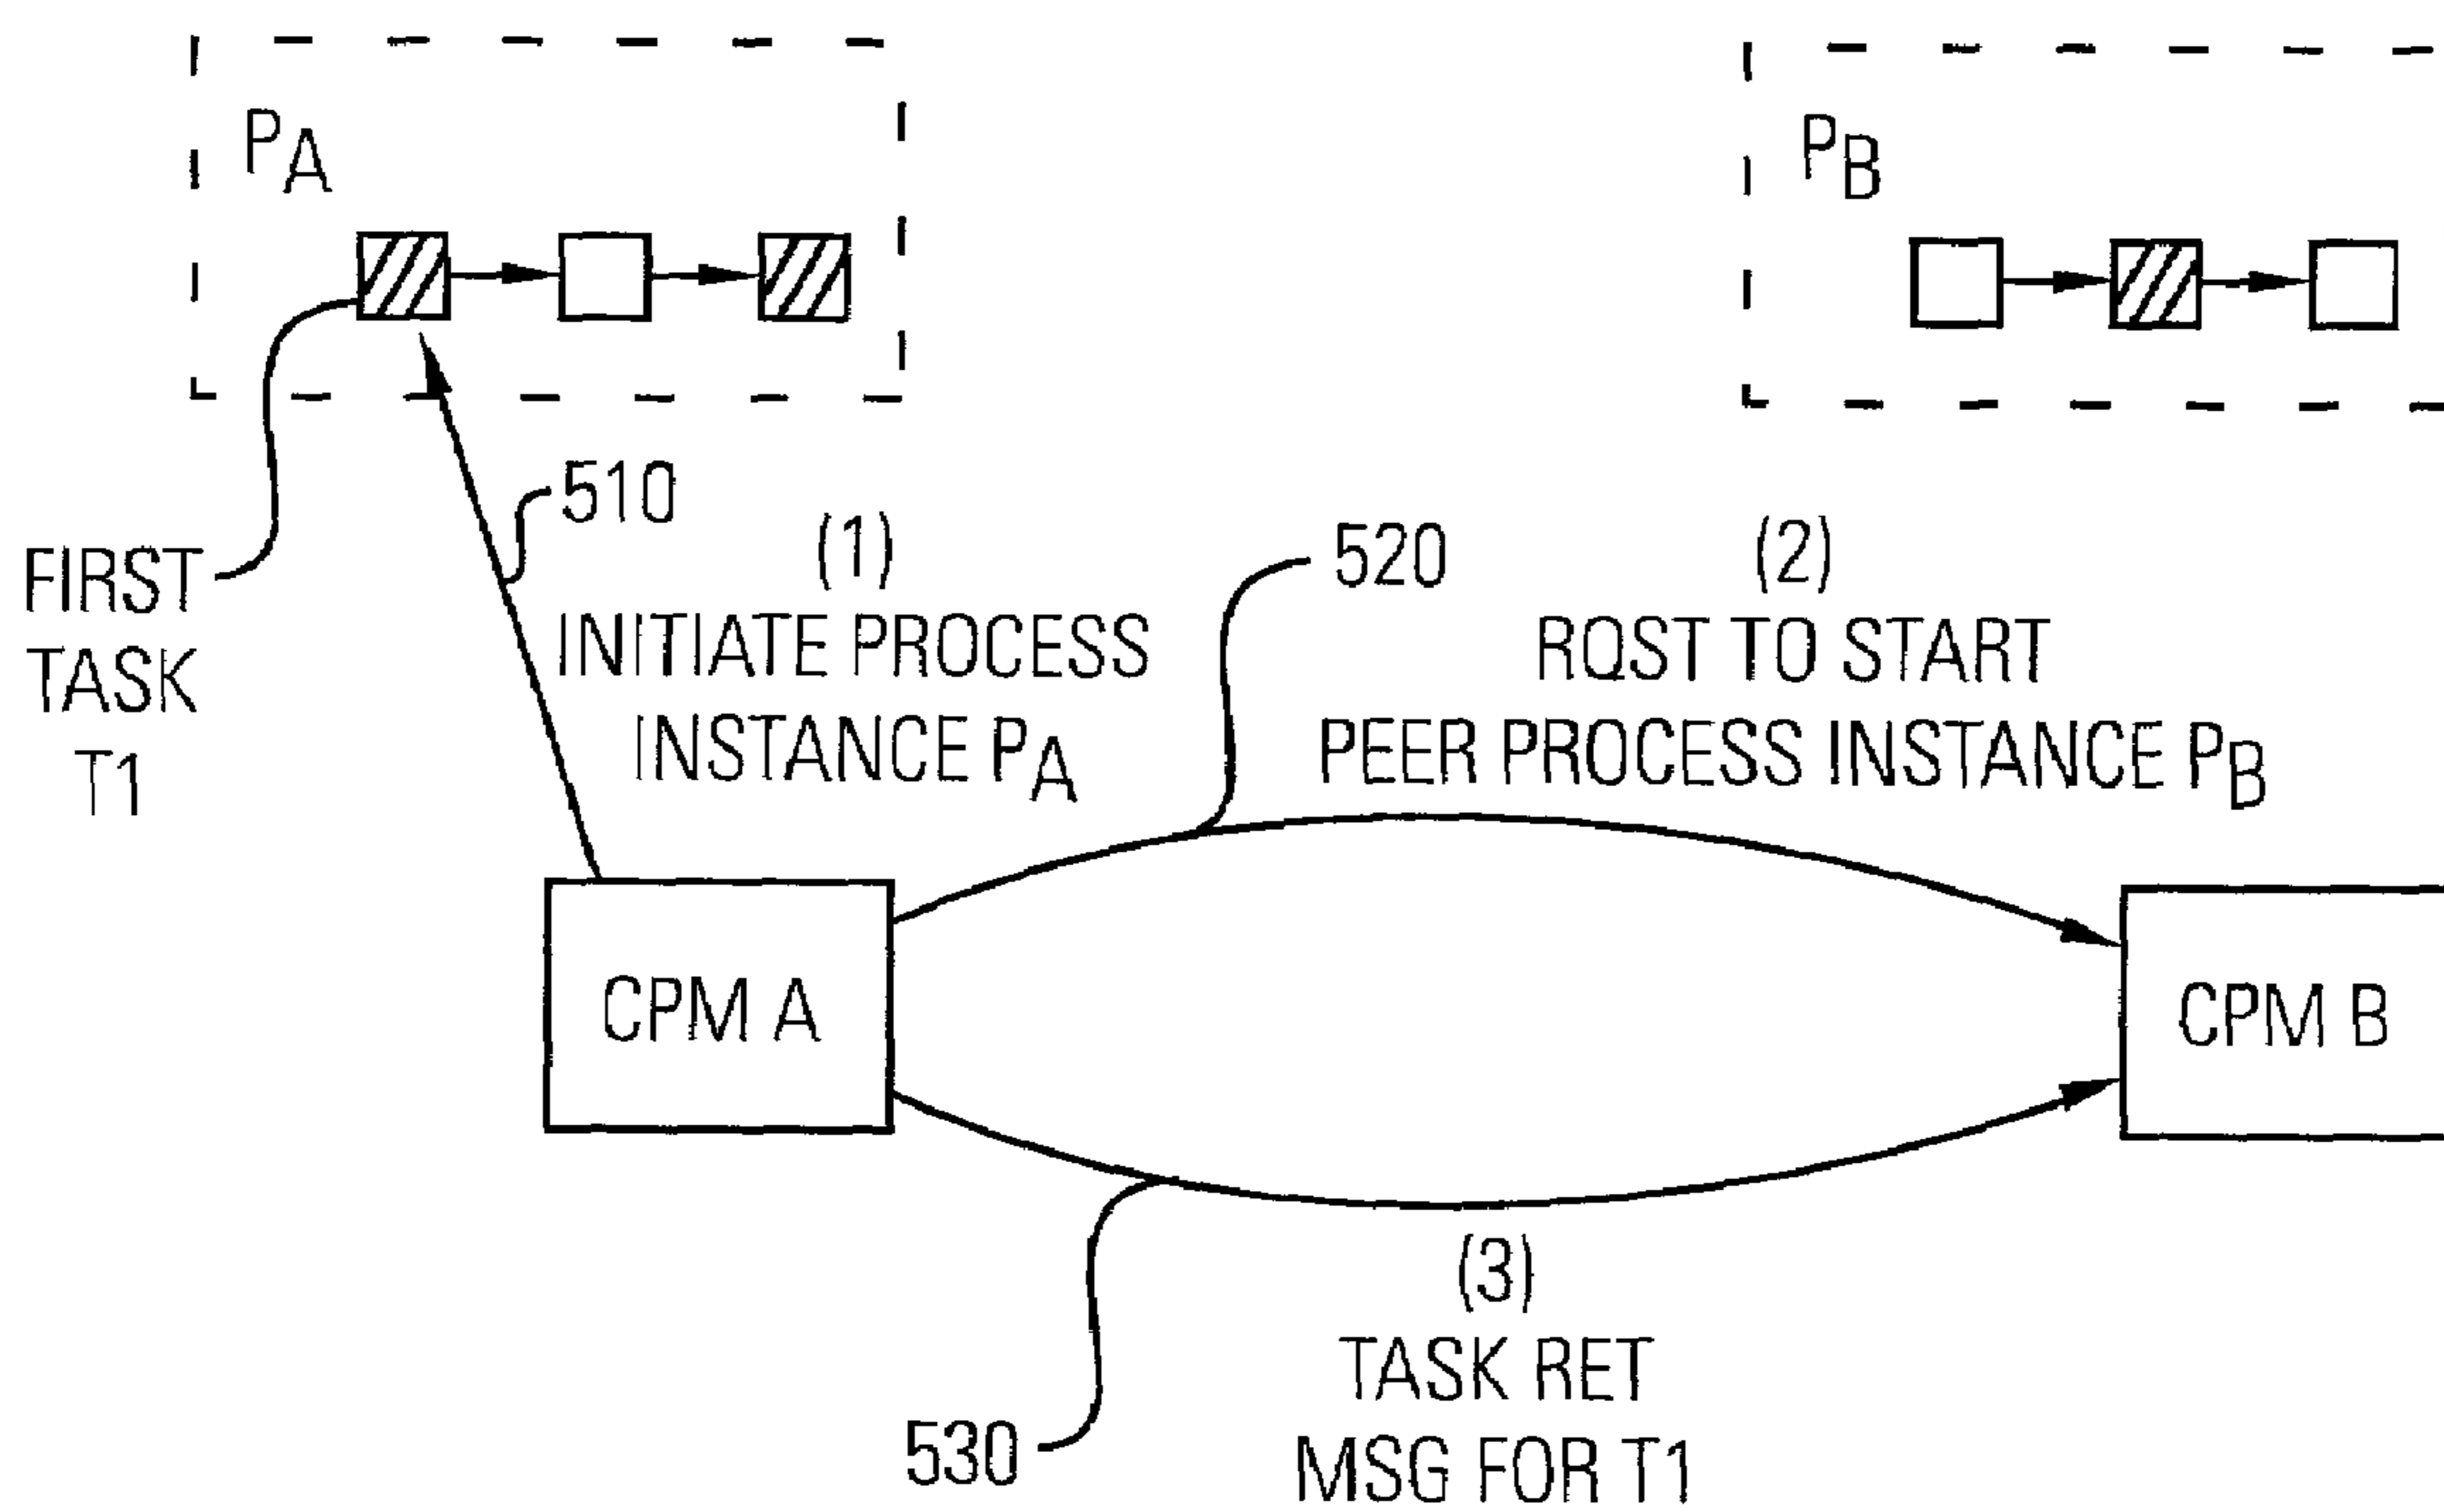 PA
PB
FIRST
TASK
T1
510
(1)
INITIATE PROCESS
INSTANCE PA
520
(2)
RQST TO START
PEER PROCESS INSTANCE PB
CPM A
CPM B
530
(3)
TASK RET
MSG FOR T1